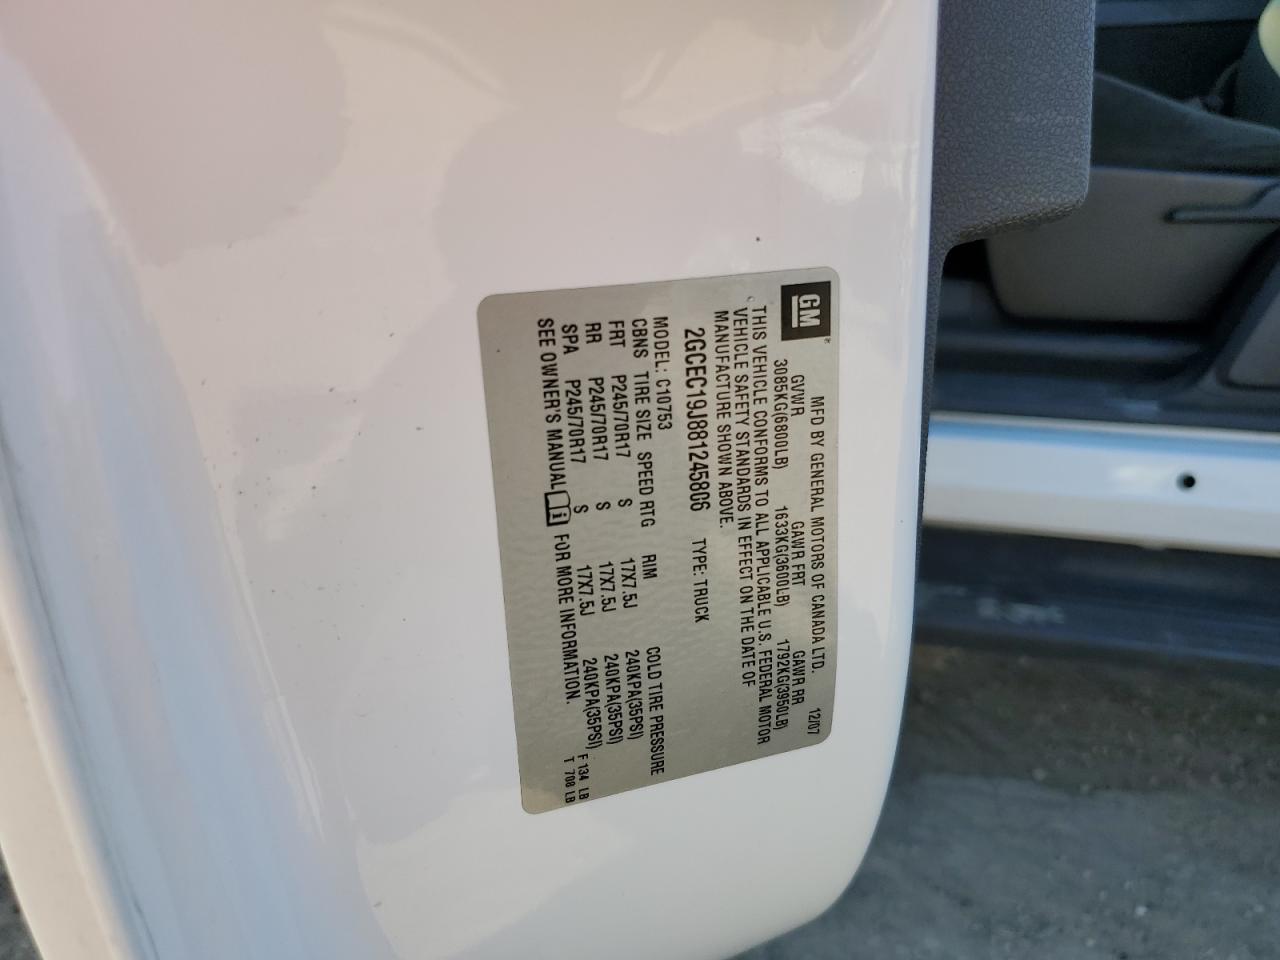 GM®
MFD BY GENERAL MOTORS OF CANADA LTD. 12/07
GVWR GAWR FRT GAWR RR
3085KG(6800LB) 1633KG(3600LB) 1792KG(3950LB)
THIS VEHICLE CONFORMS TO ALL APPLICABLE U.S. FEDERAL MOTOR
VEHICLE SAFETY STANDARDS IN EFFECT ON THE DATE OF
MANUFACTURE SHOWN ABOVE.
2GCEC19J881245806 TYPE: TRUCK
MODEL: C10753
CBNS TIRE SIZE SPEED RTG RIM COLD TIRE PRESSURE
FRT P245/70R17 S 17X7.5J 240KPA(35PSI)
RR P245/70R17 S 17X7.5J 240KPA(35PSI)
SPA P245/70R17 S 17X7.5J 240KPA(35PSI) F 134 LB
SEE OWNER'S MANUAL i FOR MORE INFORMATION. T 708 LB